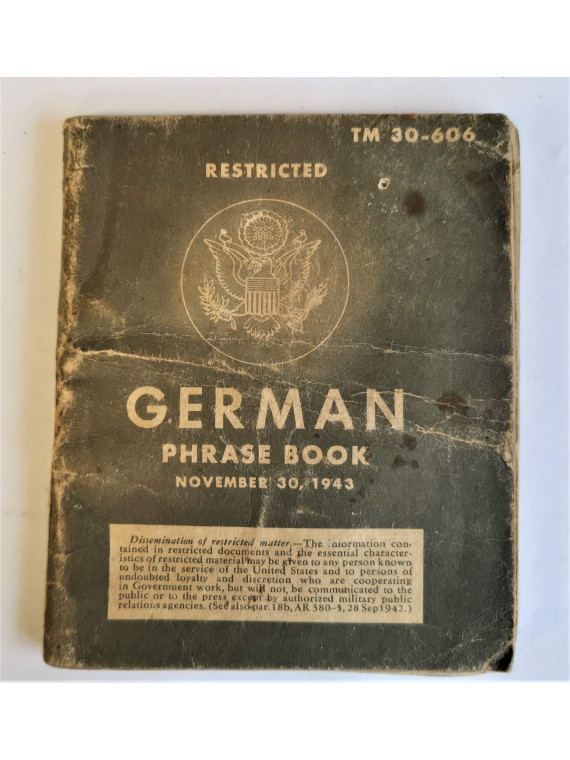 TM 30-606
RESTRICTED
GERMAN
PHRASE BOOK
NOVEMBER 30, 1943
Dissemination of restricted matter.—The information con-
tained in restricted documents and the essential character-
istics of restricted material may be given to any person known
to be in the service of the United States and to persons of
undoubted loyalty and discretion who are cooperating
in Government work, but will not be communicated to the
public or to the press except by authorized military public
relations agencies. (See also par. 18b, AR 380-5, 28 Sep 1942.)